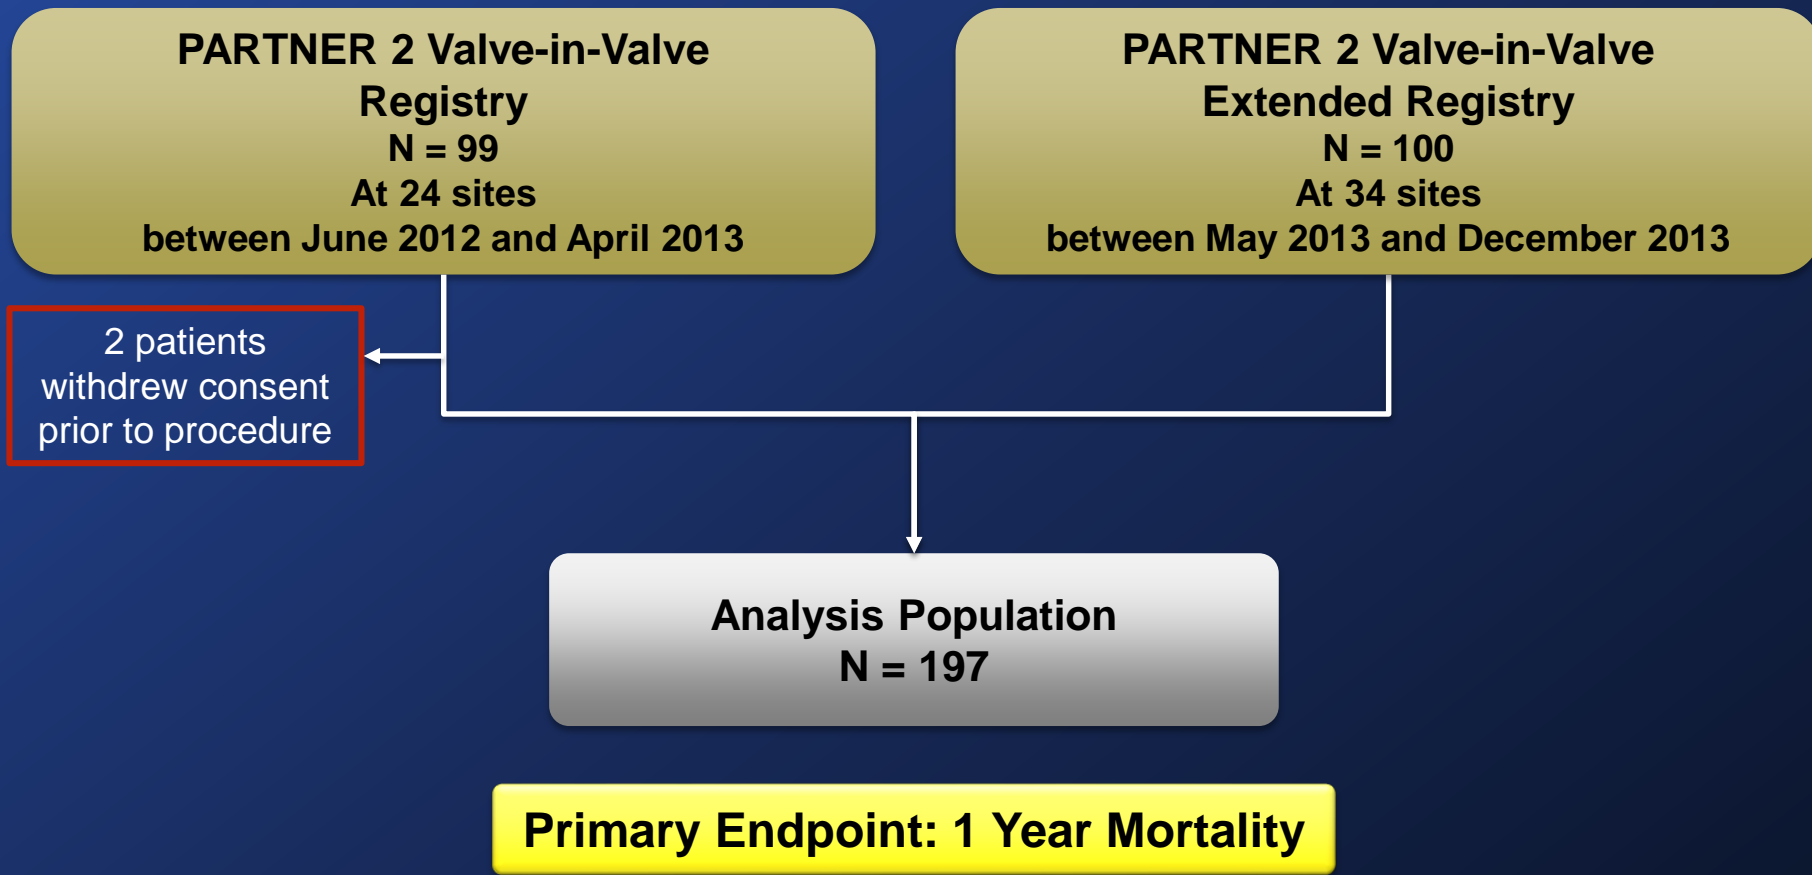 PARTNER 2 Valve-in-Valve
Registry
N = 99
At 24 sites
between June 2012 and April 2013
PARTNER 2 Valve-in-Valve
Extended Registry
N = 100
At 34 sites
between May 2013 and December 2013
2 patients
withdrew consent
prior to procedure
Analysis Population
N = 197
Primary Endpoint: 1 Year Mortality